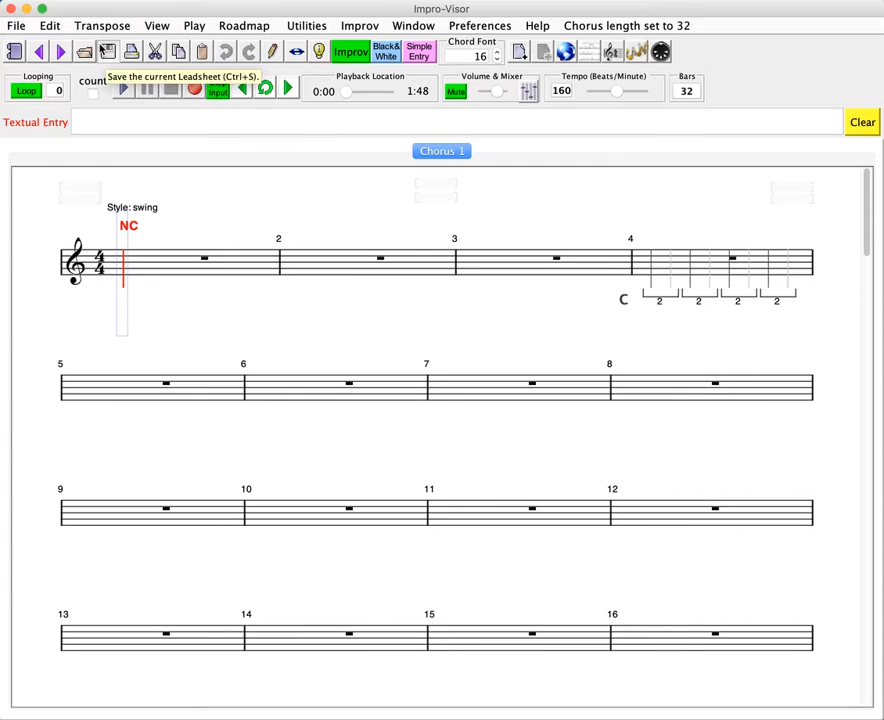 Impro-Visor
File Edit Transpose View Play Roadmap Utilities Improv Window Preferences Help Chorus length set to 32
Improv Black& White Simple Entry Chord Font 16
Looping Loop 0 count Input Playback Location 0:00 1:48 Volume & Mixer Mute Tempo (Beats/Minute) 160 Bars 32
Save the current Leadsheet (Ctrl+S).
Textual Entry Clear
Chorus 1
Style: swing
NC
2 3 4
4
4
C 2 2 2 2
5 6 7 8
9 10 11 12
13 14 15 16